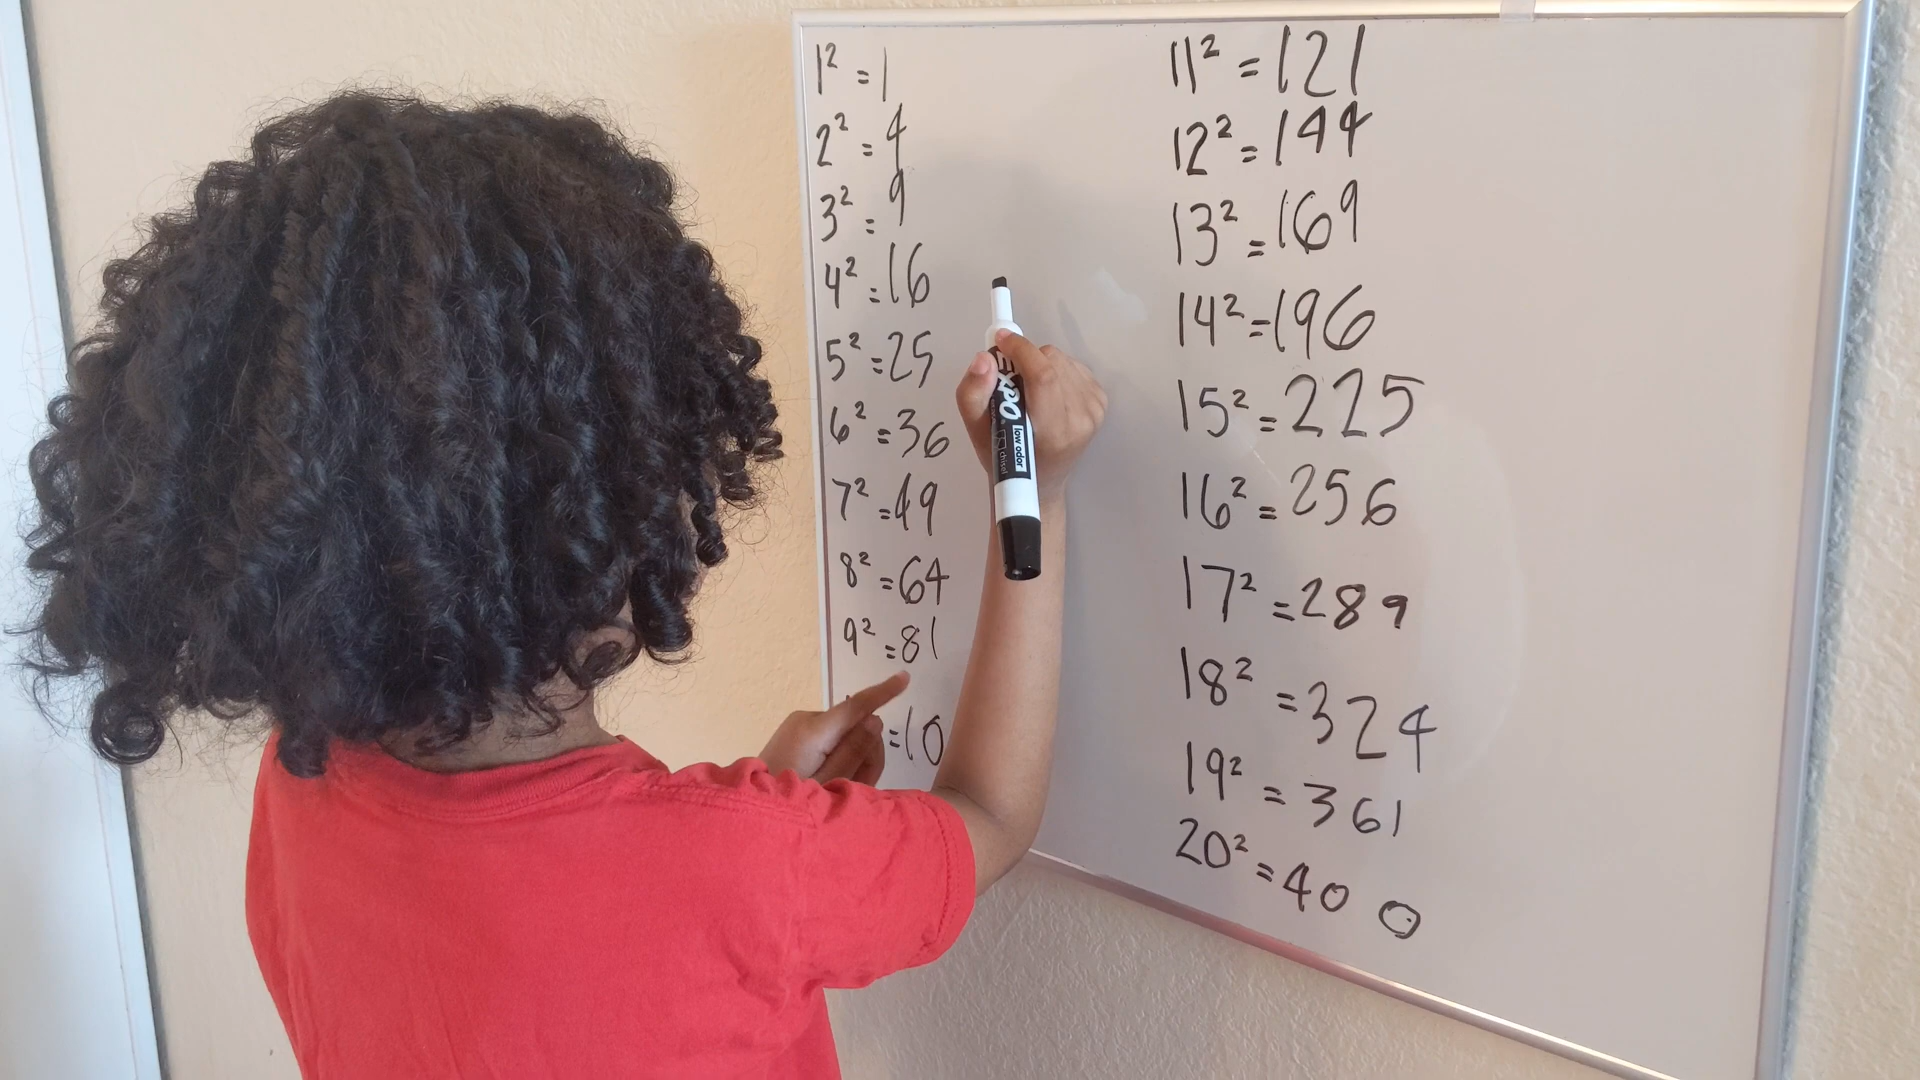 1² = 1
2² = 4
3² = 9
4² = 16
5² = 25
6² = 36
7² = 49
8² = 64
9² = 81
= 10
11² = 121
12² = 144
13² = 169
14² = 196
15² = 225
16² = 256
17² = 289
18² = 324
19² = 361
20² = 400
EXPO
low odor
chisel